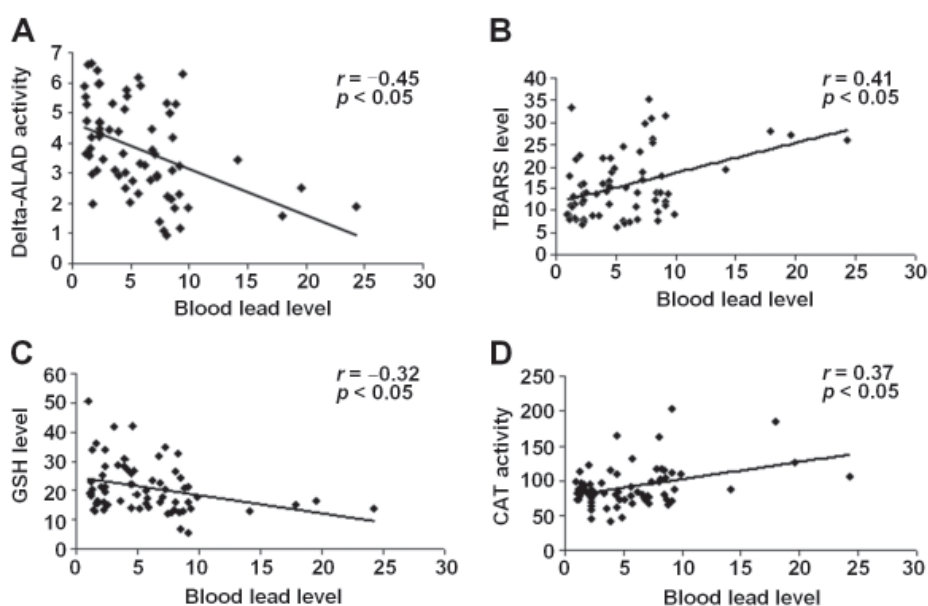 A
Delta-ALAD activity
7
6
5
4
3
2
1
0
0 5 10 15 20 25 30
Blood lead level
r = −0.45
p < 0.05
B
TBARS level
40
35
30
25
20
15
10
5
0
0 5 10 15 20 25 30
Blood lead level
r = 0.41
p < 0.05
C
GSH level
60
50
40
30
20
10
0
0 5 10 15 20 25 30
Blood lead level
r = −0.32
p < 0.05
D
CAT activity
250
200
150
100
50
0
0 5 10 15 20 25 30
Blood lead level
r = 0.37
p < 0.05